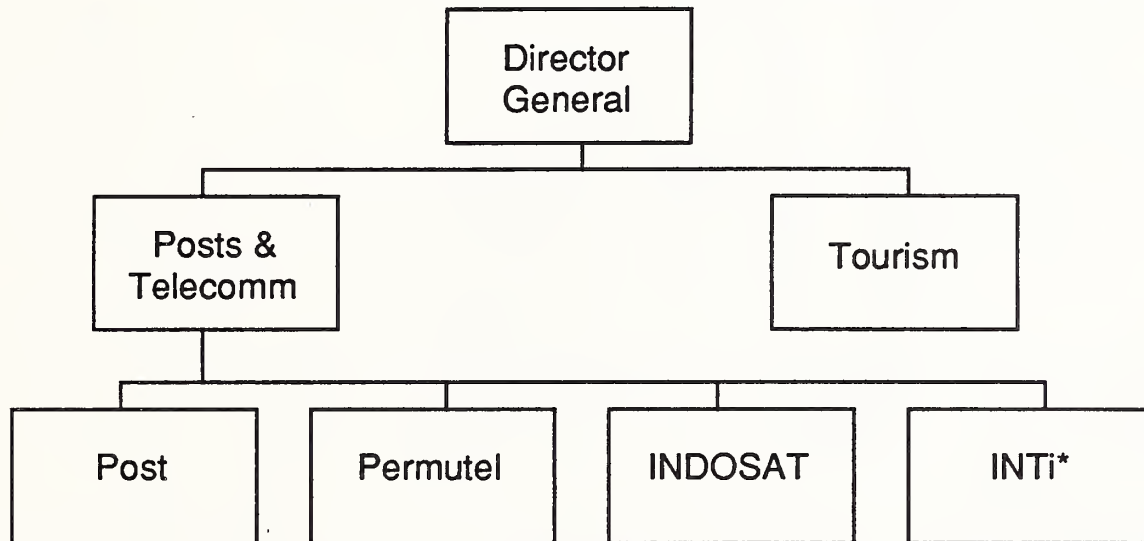 Director
General
Posts &
Telecomm
Tourism
Post
Permutel
INDOSAT
INTi*